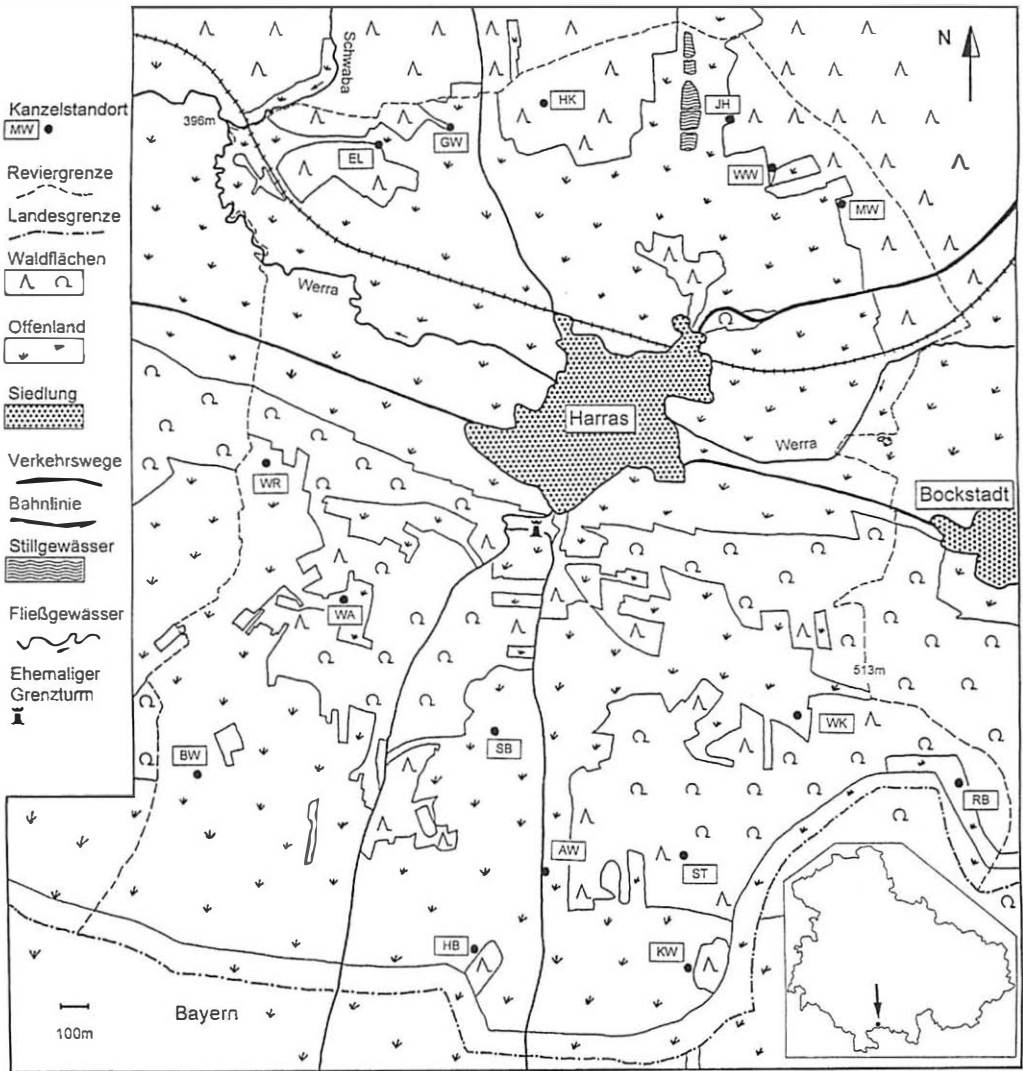 Kanzelstandort
MW
Reviergrenze
Landesgrenze
Waldflächen
Offenland
Siedlung
Verkehrswege
Bahnlinie
Stillgewässer
Fließgewässer
Ehemaliger
Grenzturm
100m
Schwaba
N
396m
HK
JH
GW
EL
WW
MW
Werra
Harras
Werra
Bockstadt
WR
WA
513m
WK
SB
BW
RB
AW
ST
HB
KW
Bayern